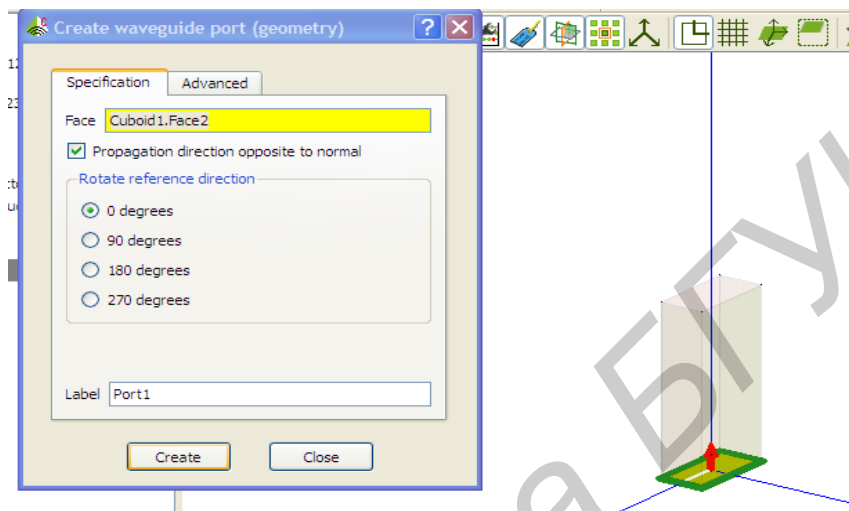 Create waveguide port (geometry)
Specification
Advanced
Face
Cuboid1.Face2
Propagation direction opposite to normal
Rotate reference direction
0 degrees
90 degrees
180 degrees
270 degrees
Label
Port1
Create
Close
а БГУ